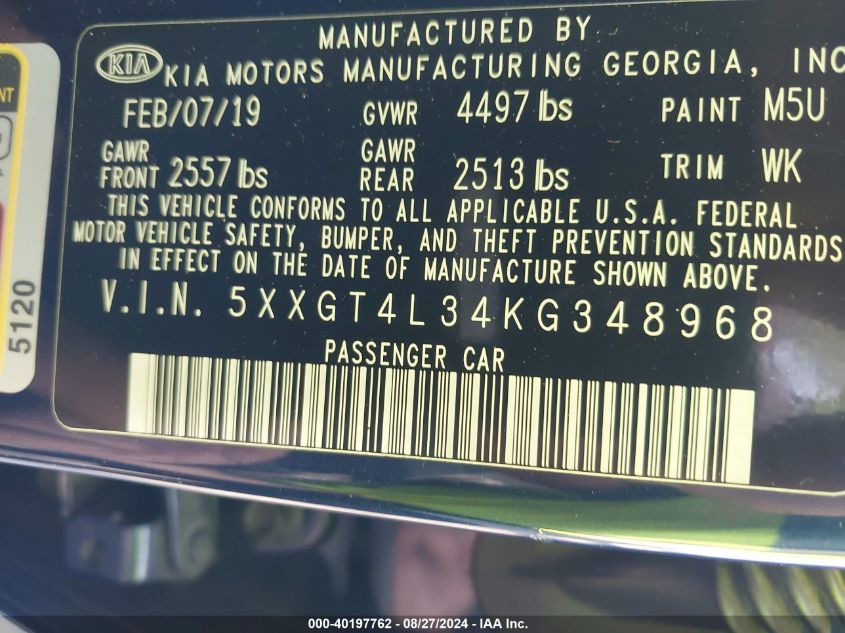 MANUFACTURED BY
KIA KIA MOTORS MANUFACTURING GEORGIA, INC
FEB/07/19 GVWR 4497 lbs PAINT M5U
GAWR FRONT 2557 lbs GAWR REAR 2513 lbs TRIM WK
THIS VEHICLE CONFORMS TO ALL APPLICABLE U.S.A. FEDERAL
MOTOR VEHICLE SAFETY, BUMPER, AND THEFT PREVENTION STANDARDS
IN EFFECT ON THE DATE OF MANUFACTURE SHOWN ABOVE.
V.I.N. 5XXGT4L34KG348968
PASSENGER CAR
5120
000-40197762 - 08/27/2024 - IAA Inc.